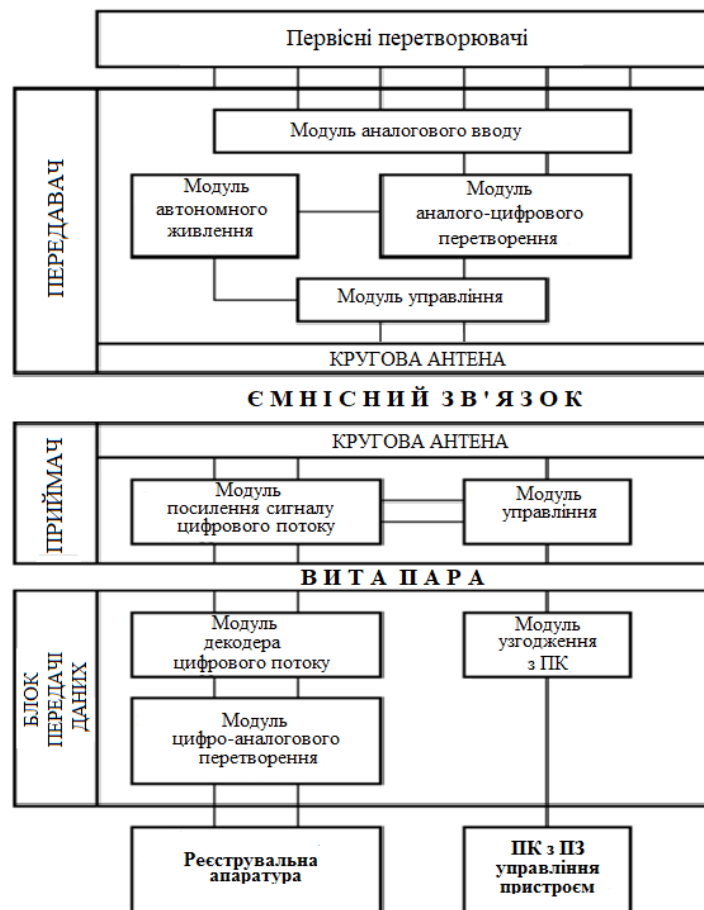 Первісні перетворювачі
ПЕРЕДАВАЧ
Модуль аналогового вводу
Модуль
автономного
живлення
Модуль
аналого-цифрового
перетворення
Модуль управління
КРУГОВА АНТЕНА
ЄМНІСНИЙ ЗВ'ЯЗОК
ПРИЙМАЧ
КРУГОВА АНТЕНА
Модуль
посилення сигналу
цифрового потоку
Модуль
управління
ВИТА ПАРА
БЛОК
ПЕРЕДАЧІ
ДАНИХ
Модуль
декодера
цифрового потоку
Модуль
узгодження
з ПК
Модуль
цифро-аналогового
перетворення
Реєструвальна
апаратура
ПК з ПЗ
управління
пристроєм